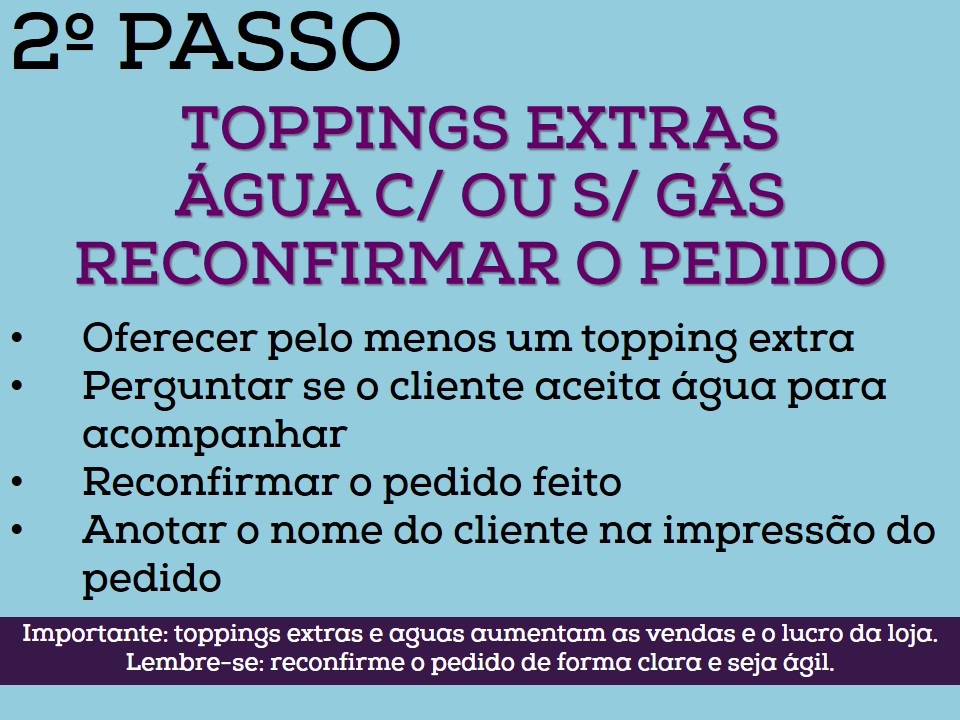 2º PASSO
TOPPINGS EXTRAS
ÁGUA C/ OU S/ GÁS
RECONFIRMAR O PEDIDO
• Oferecer pelo menos um topping extra
• Perguntar se o cliente aceita água para
acompanhar
• Reconfirmar o pedido feito
• Anotar o nome do cliente na impressão do
pedido
Importante: toppings extras e aguas aumentam as vendas e o lucro da loja.
Lembre-se: reconfirme o pedido de forma clara e seja ágil.